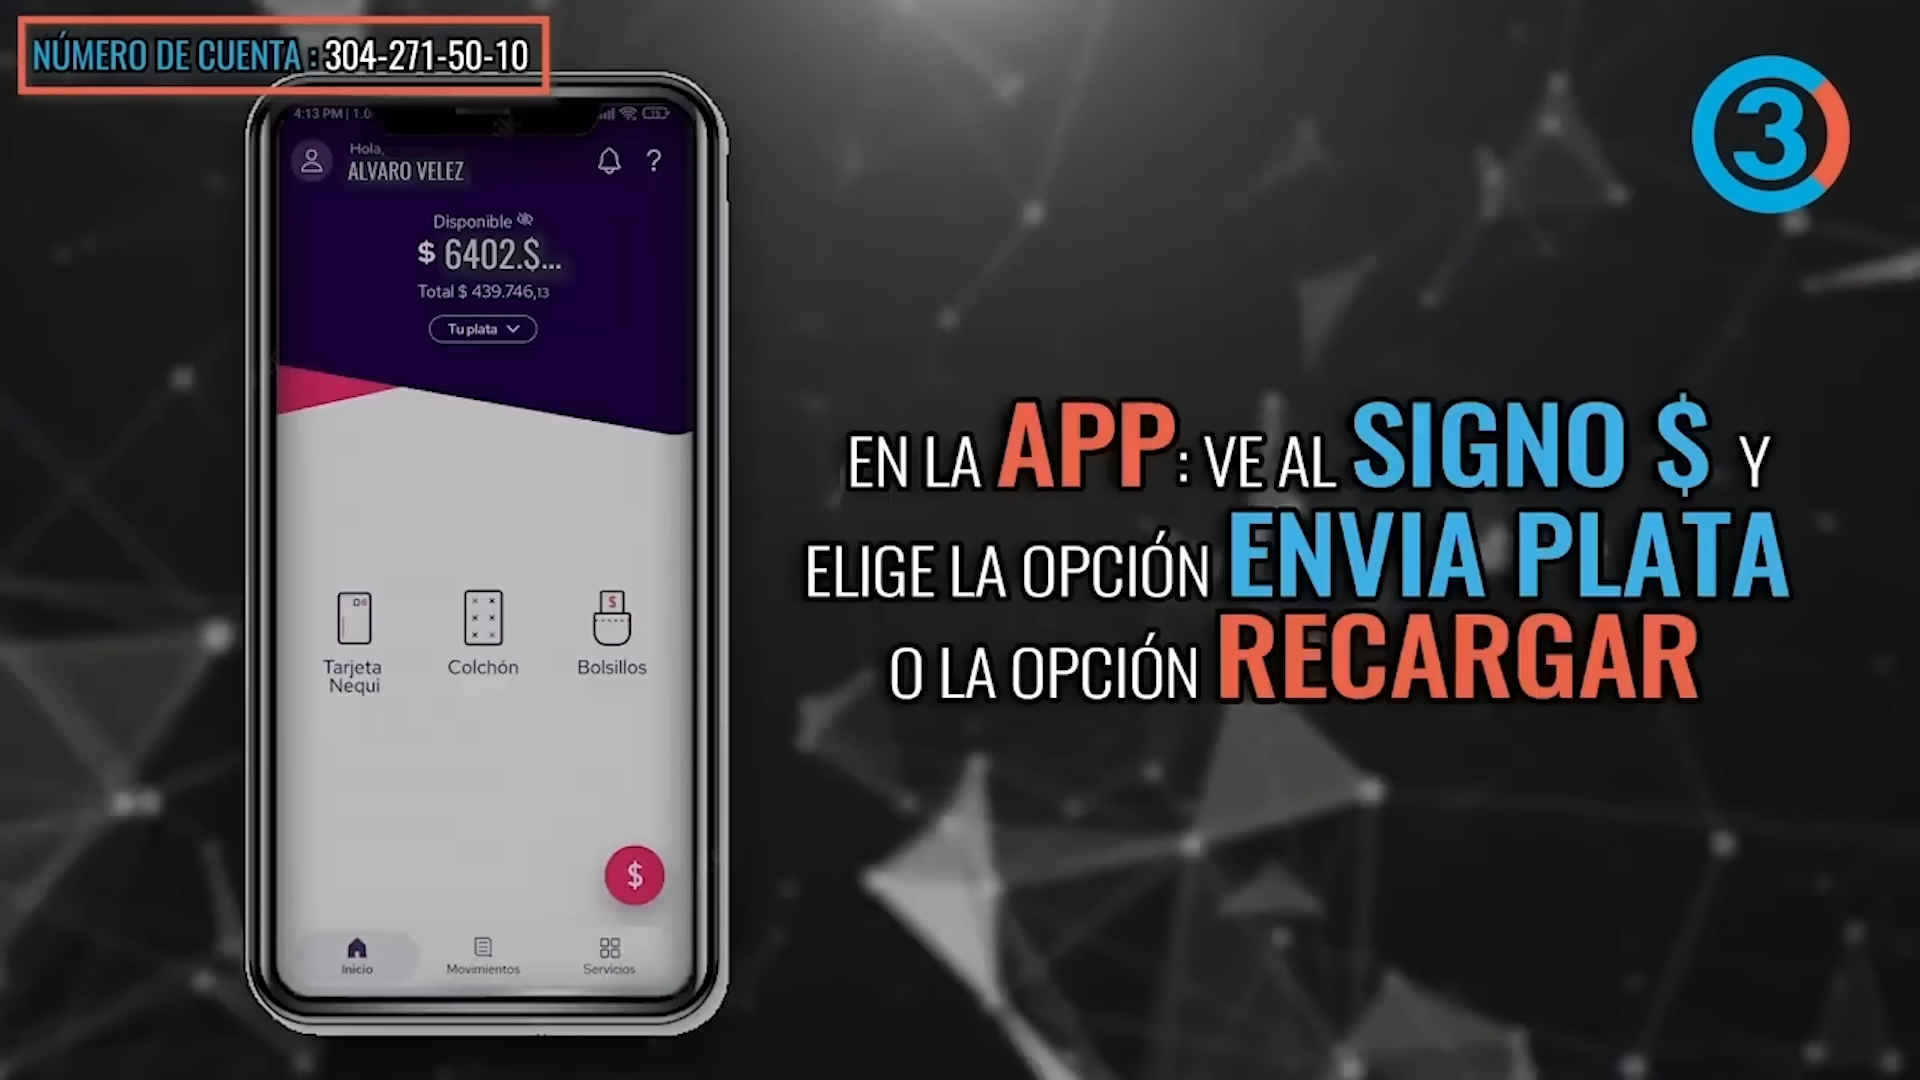 NÚMERO DE CUENTA : 304-271-50-10
3
4:13 PM | 1.0
Hola,
ALVARO VELEZ
?
Disponible
$ 6402.$...
Total $ 439.746,13
Tu plata
EN LA APP: VE AL SIGNO $ Y
ELIGE LA OPCIÓN ENVIA PLATA
O LA OPCIÓN RECARGAR
$
Tarjeta
Nequi
Colchón
Bolsillos
$
Inicio
Movimientos
Servicios